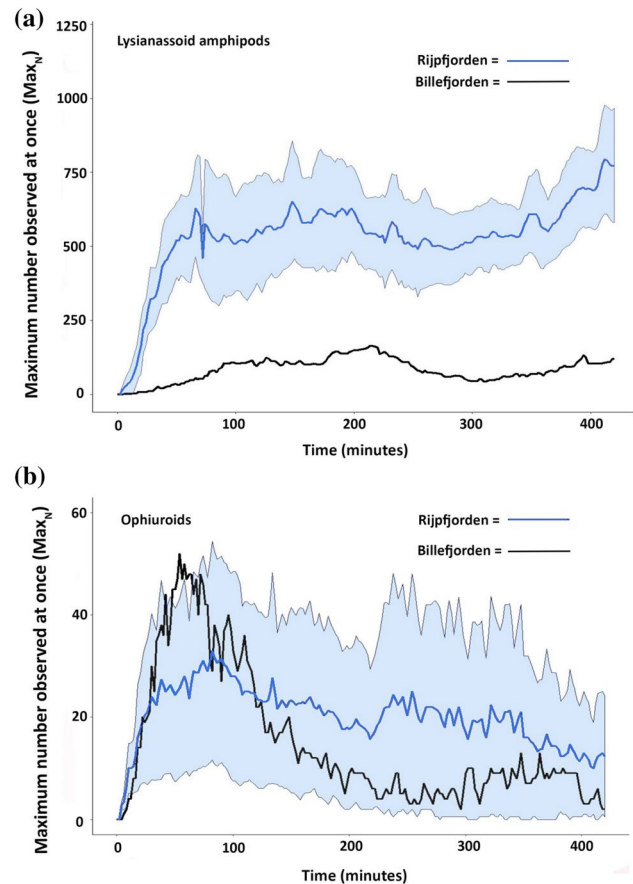 (a)
Lysianassoid amphipods
Rijpfjorden =
Billefjorden =
Maximum number observed at once (MaxN)
1250
1000
750
500
250
0
0 100 200 300 400
Time (minutes)
(b)
Ophiuroids
Rijpfjorden =
Billefjorden =
Maximum number observed at once (MaxN)
60
40
20
0
0 100 200 300 400
Time (minutes)